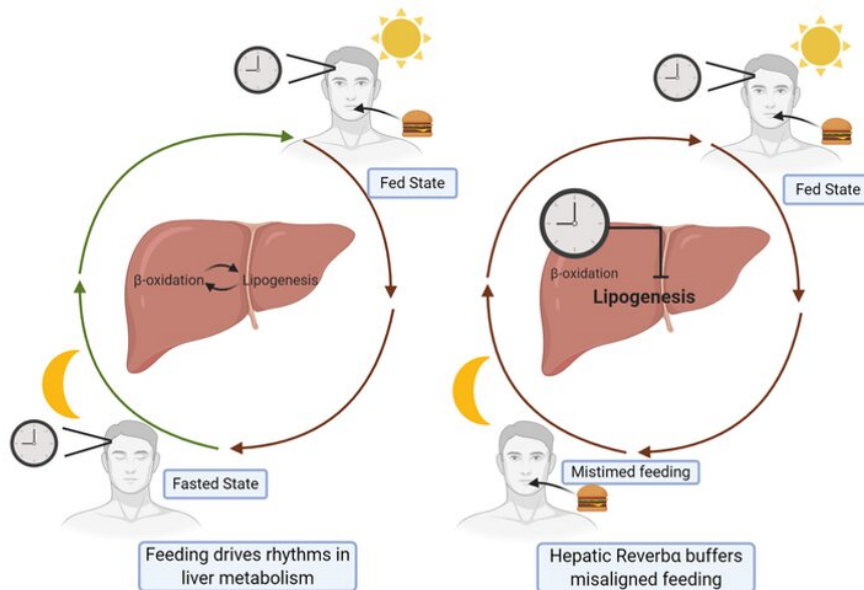 Fed State
β-oxidation
Lipogenesis
Fasted State
Feeding drives rhythms in
liver metabolism
Fed State
β-oxidation
Lipogenesis
Mistimed feeding
Hepatic Reverbα buffers
misaligned feeding